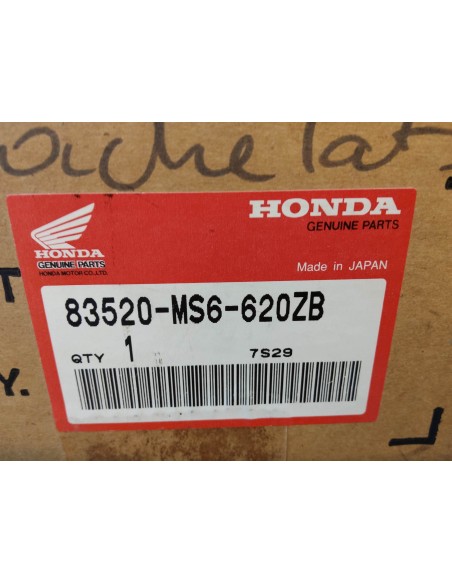 HONDA
GENUINE PARTS
HONDA MOTOR CO.,LTD.
HONDA
GENUINE PARTS
Made in JAPAN
83520-MS6-620ZB
QTY 1 7S29
T
Y.